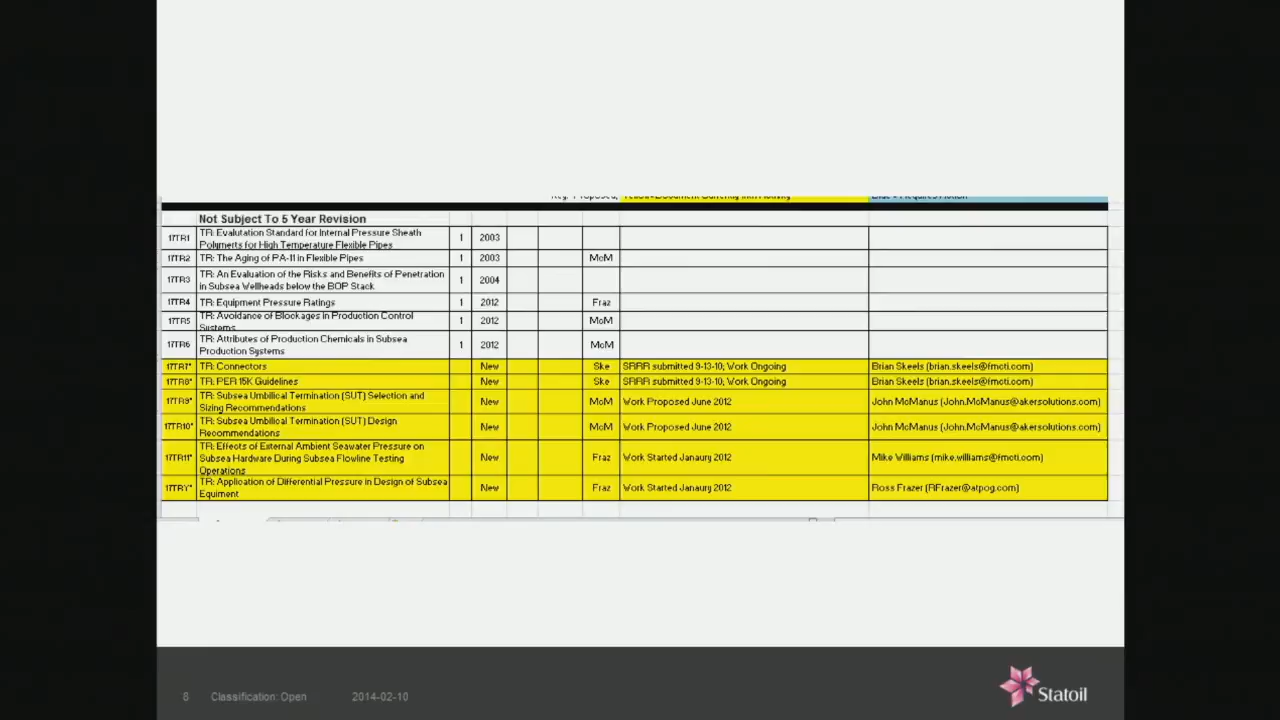 Not Subject To 5 Year Revision
17TR1 TR: Evalutation Standard for Internal Pressure Sheath 1 2003
Polymerts for High Temperature Flexible Pipes
17TR2 TR: The Aging of PA-11 in Flexible Pipes 1 2003 McM
17TR3 TR: An Evaluation of the Risks and Benefits of Penetration 1 2004
in Subsea Wellheads below the BOP Stack
17TR4 TR: Equipment Pressure Ratings 1 2012 Fraz
17TR5 TR: Avoidance of Blockages in Production Control 1 2012 McM
Systems
17TR6 TR: Attributes of Production Chemicals in Subsea 1 2012 McM
Production Systems
17TR7* TR: Connectors New Ske SRRR submitted 9-13-10; Work Ongoing Brian Skeels (brian.skeels@fmcti.com)
17TR8* TR: PER 15K Guidelines New Ske SRRR submitted 9-13-10; Work Ongoing Brian Skeels (brian.skeels@fmcti.com)
17TR9* TR: Subsea Umbilical Termination (SUT) Selection and New McM Work Proposed June 2012 John McManus (John.McManus@akersolutions.com)
Sizing Recommendations
17TR10* TR: Subsea Umbilical Termination (SUT) Design New McM Work Proposed June 2012 John McManus (John.McManus@akersolutions.com)
Recommendations
17TR11* TR: Effects of External Ambient Seawater Pressure on
Subsea Hardware During Subsea Flowline Testing New Fraz Work Started Janaury 2012 Mike Williams (mike.williams@fmcti.com)
Operations
TR: Application of Differential Pressure in Design of Subsea New Fraz Work Started Janaury 2012 Ross Frazer (RFrazer@atpog.com)
Equiment
8 Classification: Open 2014-02-10
Statoil